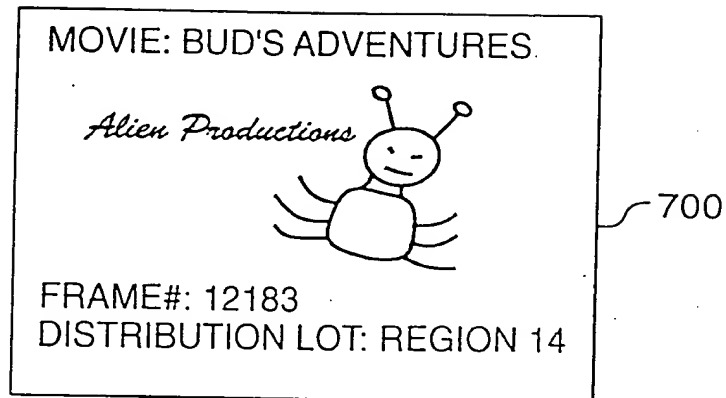 MOVIE: BUD'S ADVENTURES
Alien Productions
700
FRAME#: 12183
DISTRIBUTION LOT: REGION 14